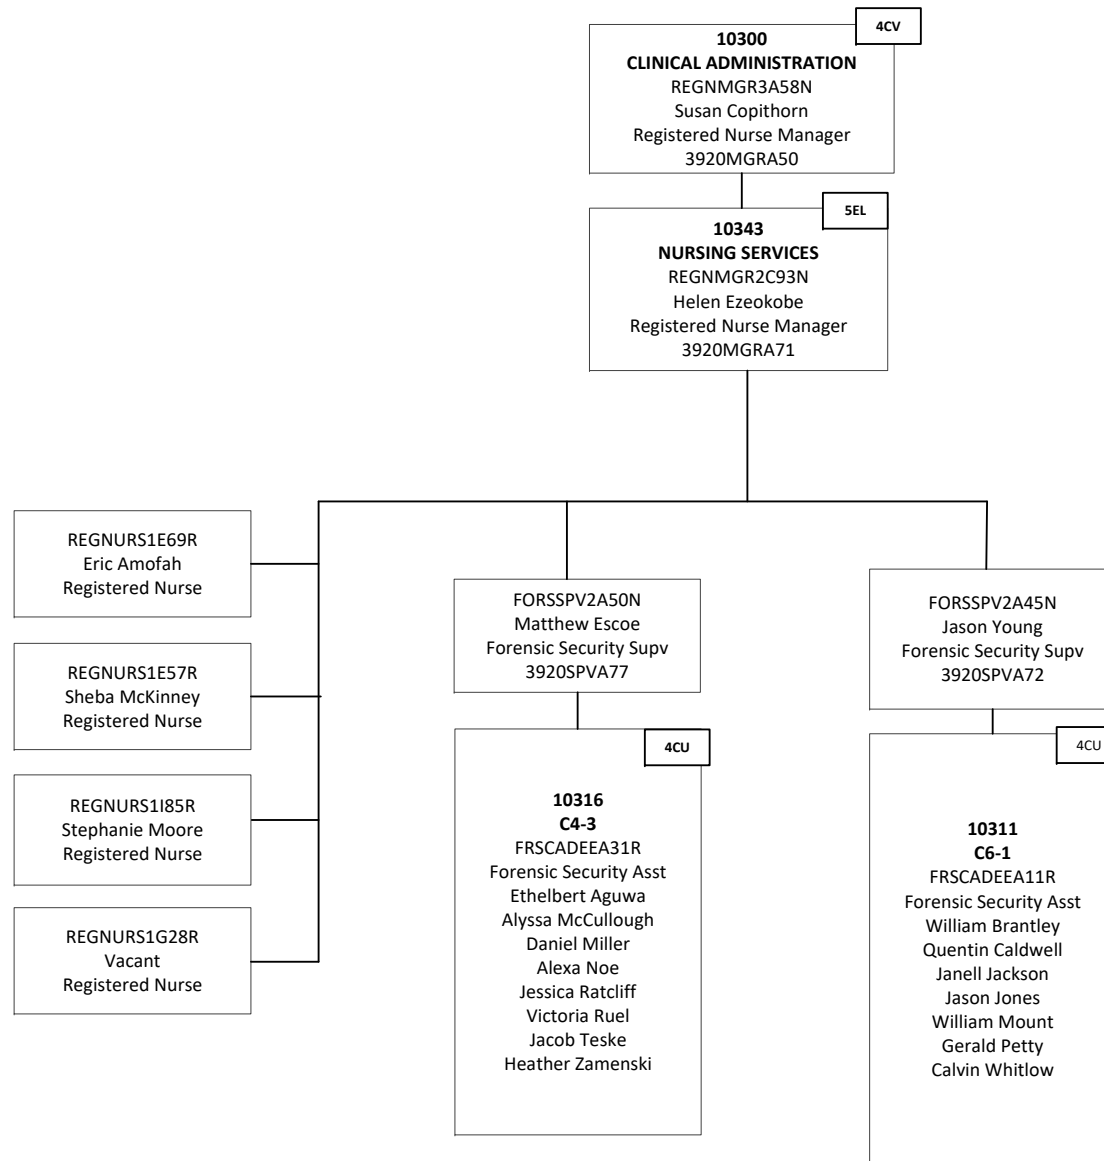 4CV
10300
CLINICAL ADMINISTRATION
REGNMGR3A58N
Susan Copithorn
Registered Nurse Manager
3920MGRA50
5EL
10343
NURSING SERVICES
REGNMGR2C93N
Helen Ezeokobe
Registered Nurse Manager
3920MGRA71
REGNURS1E69R
Eric Amofah
Registered Nurse
REGNURS1E57R
Sheba McKinney
Registered Nurse
REGNURS1I85R
Stephanie Moore
Registered Nurse
REGNURS1G28R
Vacant
Registered Nurse
FORSSPV2A50N
Matthew Escoe
Forensic Security Supv
3920SPVA77
4CU
10316
C4-3
FRSCADEEA31R
Forensic Security Asst
Ethelbert Aguwa
Alyssa McCullough
Daniel Miller
Alexa Noe
Jessica Ratcliff
Victoria Ruel
Jacob Teske
Heather Zamenski
FORSSPV2A45N
Jason Young
Forensic Security Supv
3920SPVA72
4CU
10311
C6-1
FRSCADEEA11R
Forensic Security Asst
William Brantley
Quentin Caldwell
Janell Jackson
Jason Jones
William Mount
Gerald Petty
Calvin Whitlow